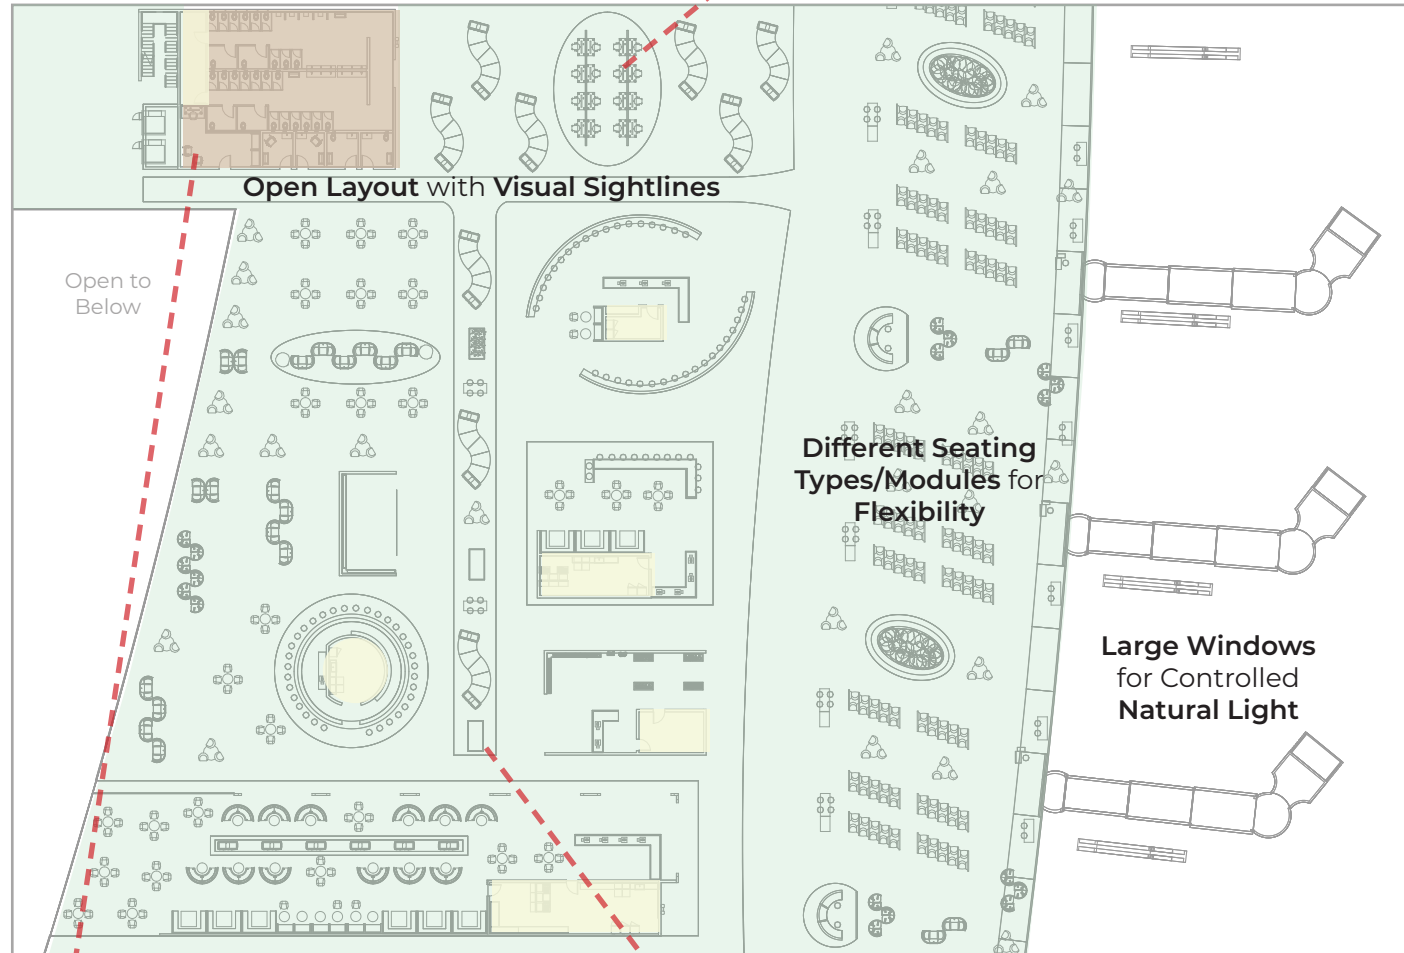 Open Layout with Visual Sightlines
Open to
Below
Different Seating
Types/Modules for
Flexibility
Large Windows
for Controlled
Natural Light